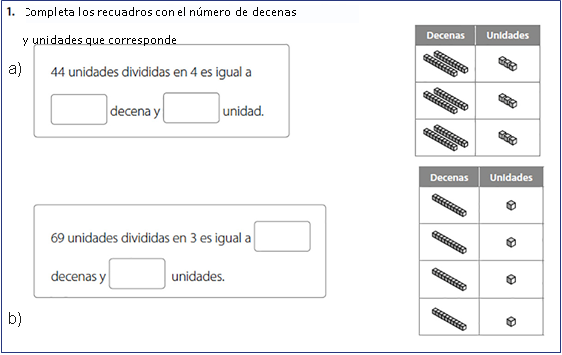 1. Completa los recuadros con el número de decenas
y unidades que corresponde
a)
44 unidades divididas en 4 es igual a
decena y unidad.
Decenas Unidades
Decenas Unidades
69 unidades divididas en 3 es igual a
decenas y unidades.
b)